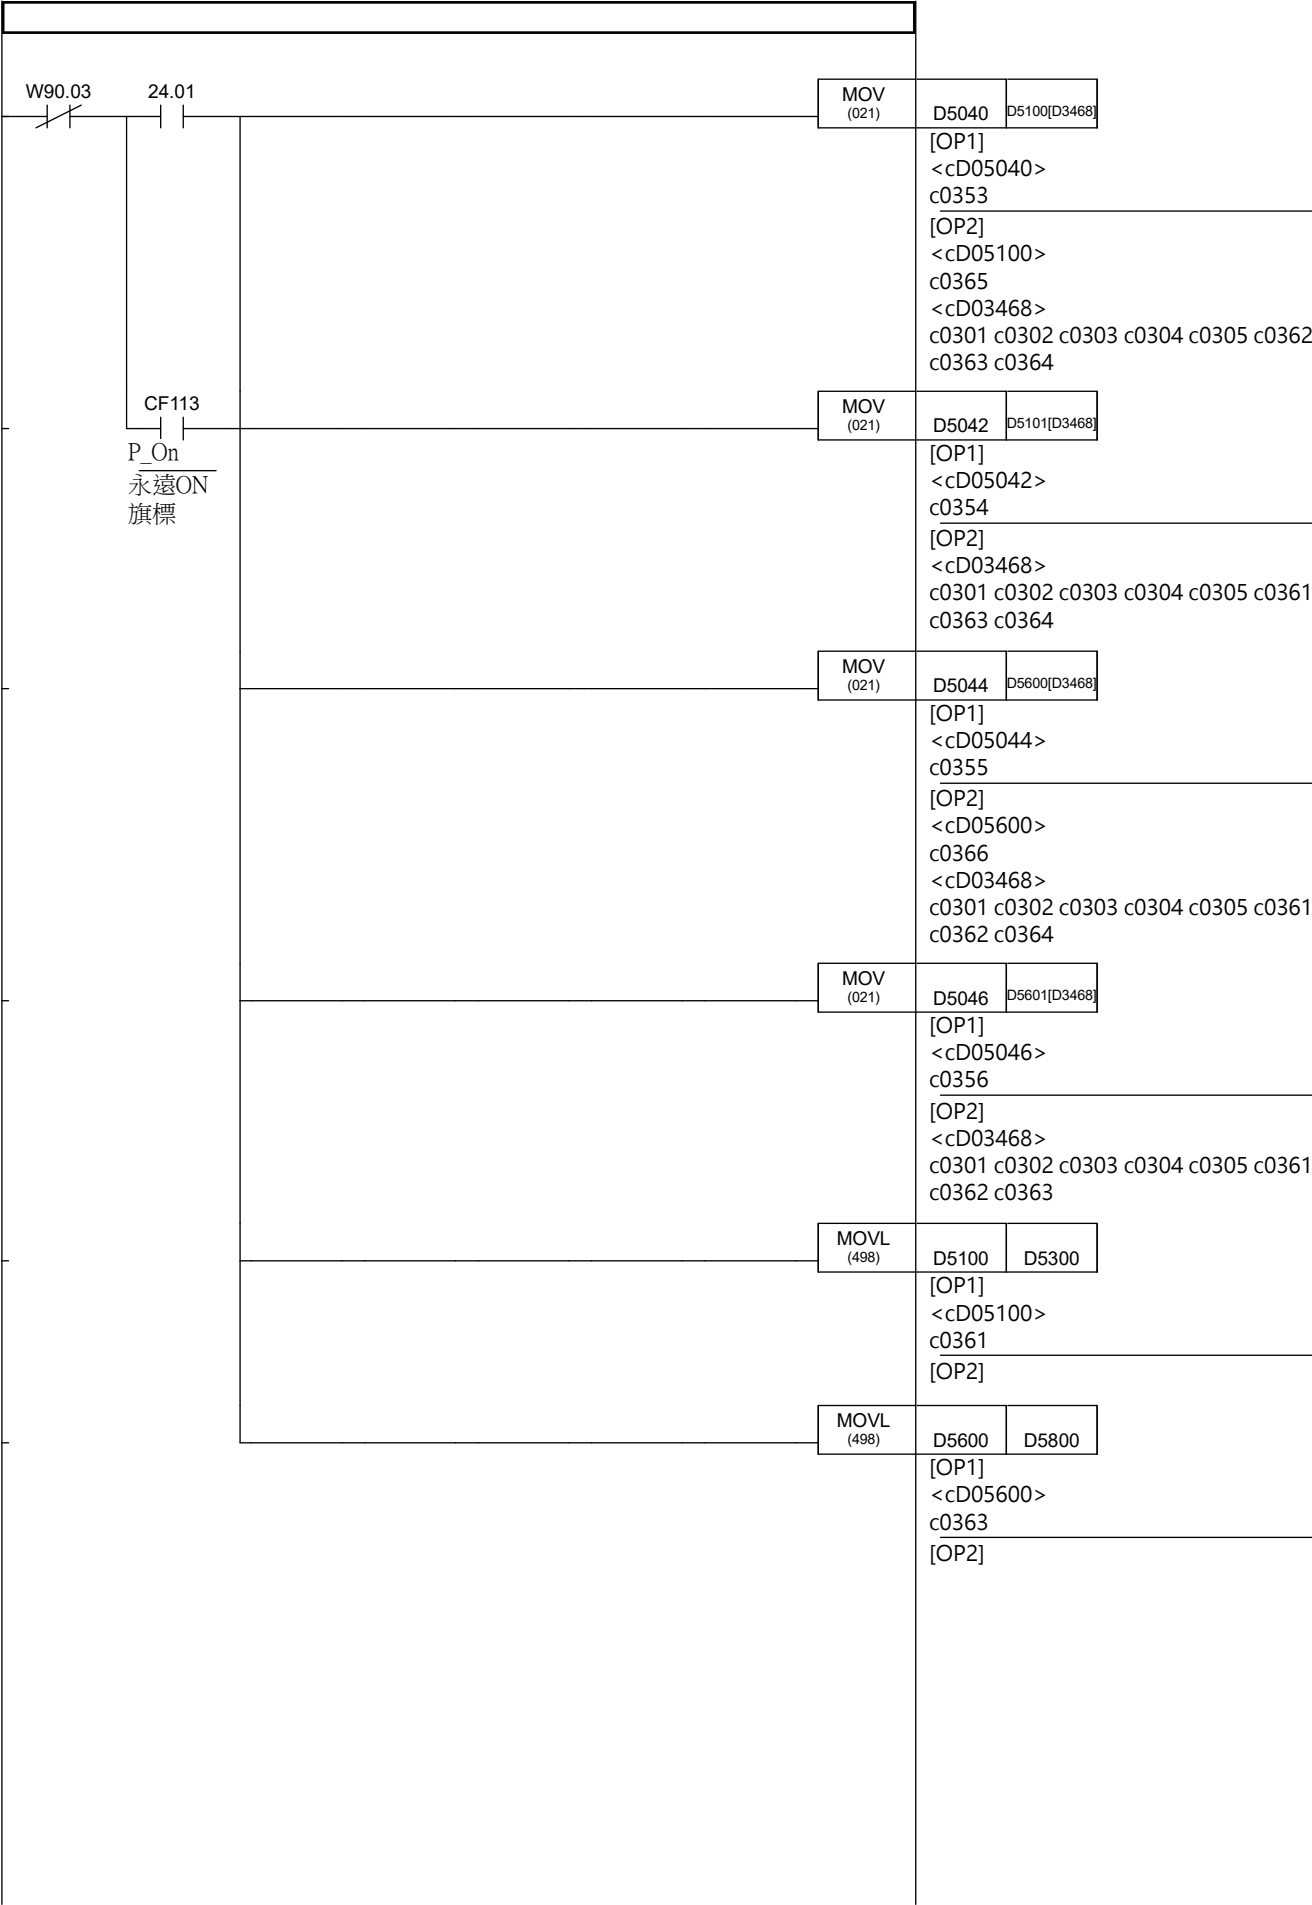 W90.03 24.01 MOV
(021) D5040 D5100[D3468]
[OP1]
<cD05040>
c0353
[OP2]
<cD05100>
c0365
<cD03468>
c0301 c0302 c0303 c0304 c0305 c0362
c0363 c0364
CF113 MOV
(021) D5042 D5101[D3468]
P_On
永遠ON
旗標
[OP1]
<cD05042>
c0354
[OP2]
<cD03468>
c0301 c0302 c0303 c0304 c0305 c0361
c0363 c0364
MOV
(021) D5044 D5600[D3468]
[OP1]
<cD05044>
c0355
[OP2]
<cD05600>
c0366
<cD03468>
c0301 c0302 c0303 c0304 c0305 c0361
c0362 c0364
MOV
(021) D5046 D5601[D3468]
[OP1]
<cD05046>
c0356
[OP2]
<cD03468>
c0301 c0302 c0303 c0304 c0305 c0361
c0362 c0363
MOVL
(498) D5100 D5300
[OP1]
<cD05100>
c0361
[OP2]
MOVL
(498) D5600 D5800
[OP1]
<cD05600>
c0363
[OP2]